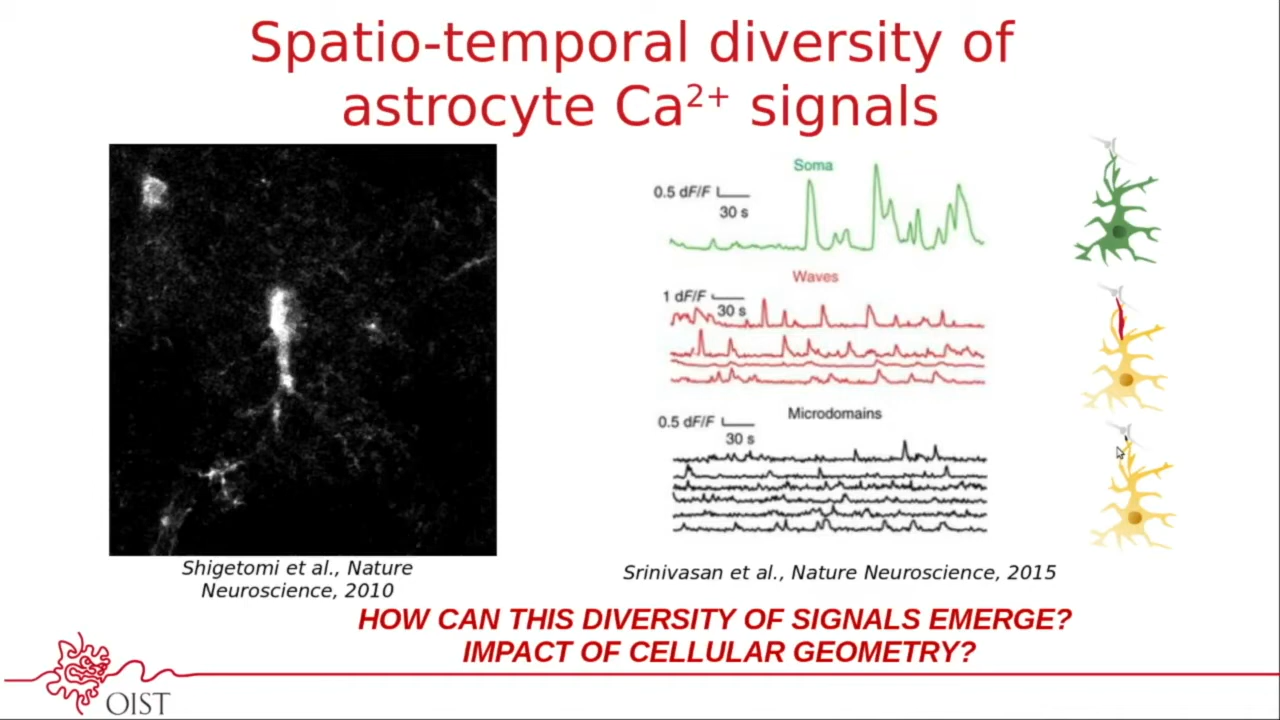 Spatio-temporal diversity of
astrocyte Ca²⁺ signals
Soma
0.5 dF/F
30 s
Waves
1 dF/F
30 s
Microdomains
0.5 dF/F
30 s
Shigetomi et al., Nature
Neuroscience, 2010
Srinivasan et al., Nature Neuroscience, 2015
HOW CAN THIS DIVERSITY OF SIGNALS EMERGE?
IMPACT OF CELLULAR GEOMETRY?
OIST